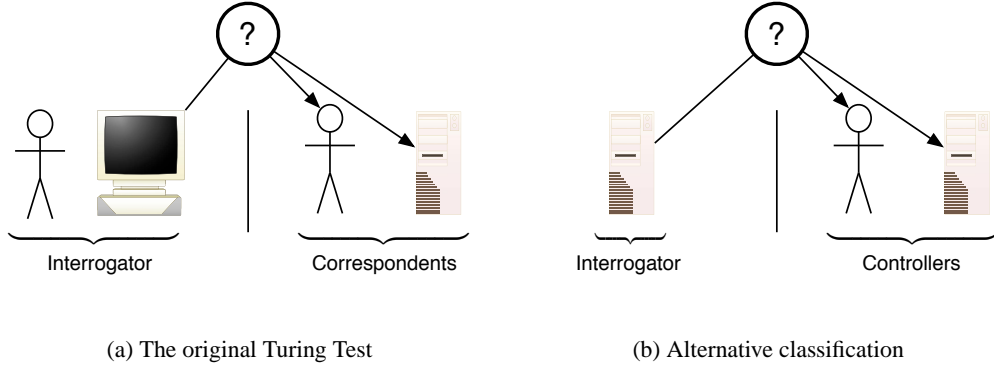 ? ?
Interrogator Correspondents Interrogator Controllers
(a) The original Turing Test (b) Alternative classification